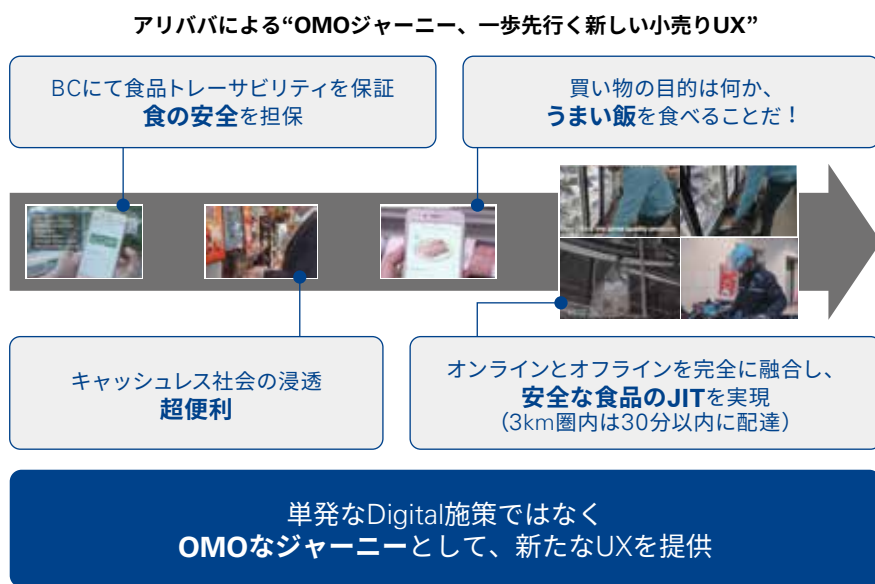 アリババによる“OMOジャーニー、一歩先行く新しい小売りUX”
BCにて食品トレーサビリティを保証
食の安全を担保
買い物の目的は何か、
うまい飯を食べることだ！
キャッシュレス社会の浸透
超便利
オンラインとオフラインを完全に融合し、
安全な食品のJITを実現
（3km圏内は30分以内に配達）
単発なDigital施策ではなく
OMOなジャーニーとして、新たなUXを提供